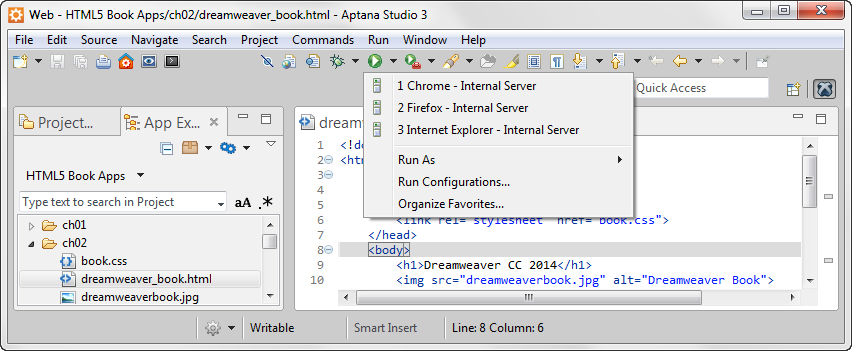 Web - HTML5 Book Apps/ch02/dreamweaver_book.html - Aptana Studio 3
File Edit Source Navigate Search Project Commands Run Window Help
Quick Access
1 Chrome - Internal Server
2 Firefox - Internal Server
3 Internet Explorer - Internal Server
Run As
Run Configurations...
Organize Favorites...
Project...
App Ex...
HTML5 Book Apps
Type text to search in Project
aA .*
ch01
ch02
book.css
dreamweaver_book.html
dreamweaverbook.jpg
dreamw
1 <!do
2 <htm
3
4
5
6 <link rel="stylesheet" href="book.css">
7 </head>
8 <body>
9 <h1>Dreamweaver CC 2014</h1>
10 <img src="dreamweaverbook.jpg" alt="Dreamweaver Book">
Writable
Smart Insert
Line: 8 Column: 6